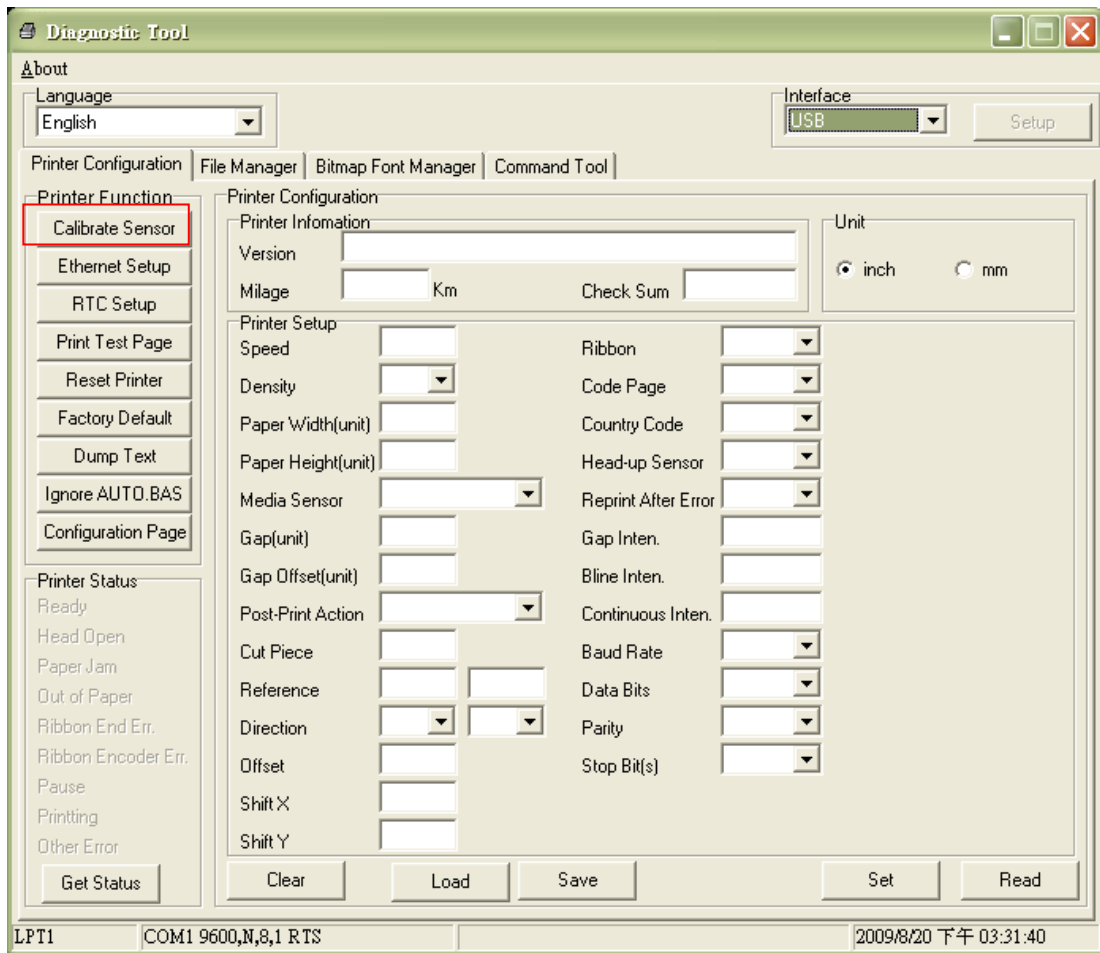 Diagnostic Tool
About
Language
English
Interface
USB
Setup
Printer Configuration
File Manager
Bitmap Font Manager
Command Tool
Printer Function
Calibrate Sensor
Ethernet Setup
RTC Setup
Print Test Page
Reset Printer
Factory Default
Dump Text
Ignore AUTO.BAS
Configuration Page
Printer Status
Ready
Head Open
Paper Jam
Out of Paper
Ribbon End Err.
Ribbon Encoder Err.
Pause
Printting
Other Error
Get Status
Printer Configuration
Printer Infomation
Version
Milage
Km
Check Sum
Unit
inch
mm
Printer Setup
Speed
Density
Paper Width(unit)
Paper Height(unit)
Media Sensor
Gap(unit)
Gap Offset(unit)
Post-Print Action
Cut Piece
Reference
Direction
Offset
Shift X
Shift Y
Ribbon
Code Page
Country Code
Head-up Sensor
Reprint After Error
Gap Inten.
Bline Inten.
Continuous Inten.
Baud Rate
Data Bits
Parity
Stop Bit(s)
Clear
Load
Save
Set
Read
LPT1
COM1 9600,N,8,1 RTS
2009/8/20 下午 03:31:40